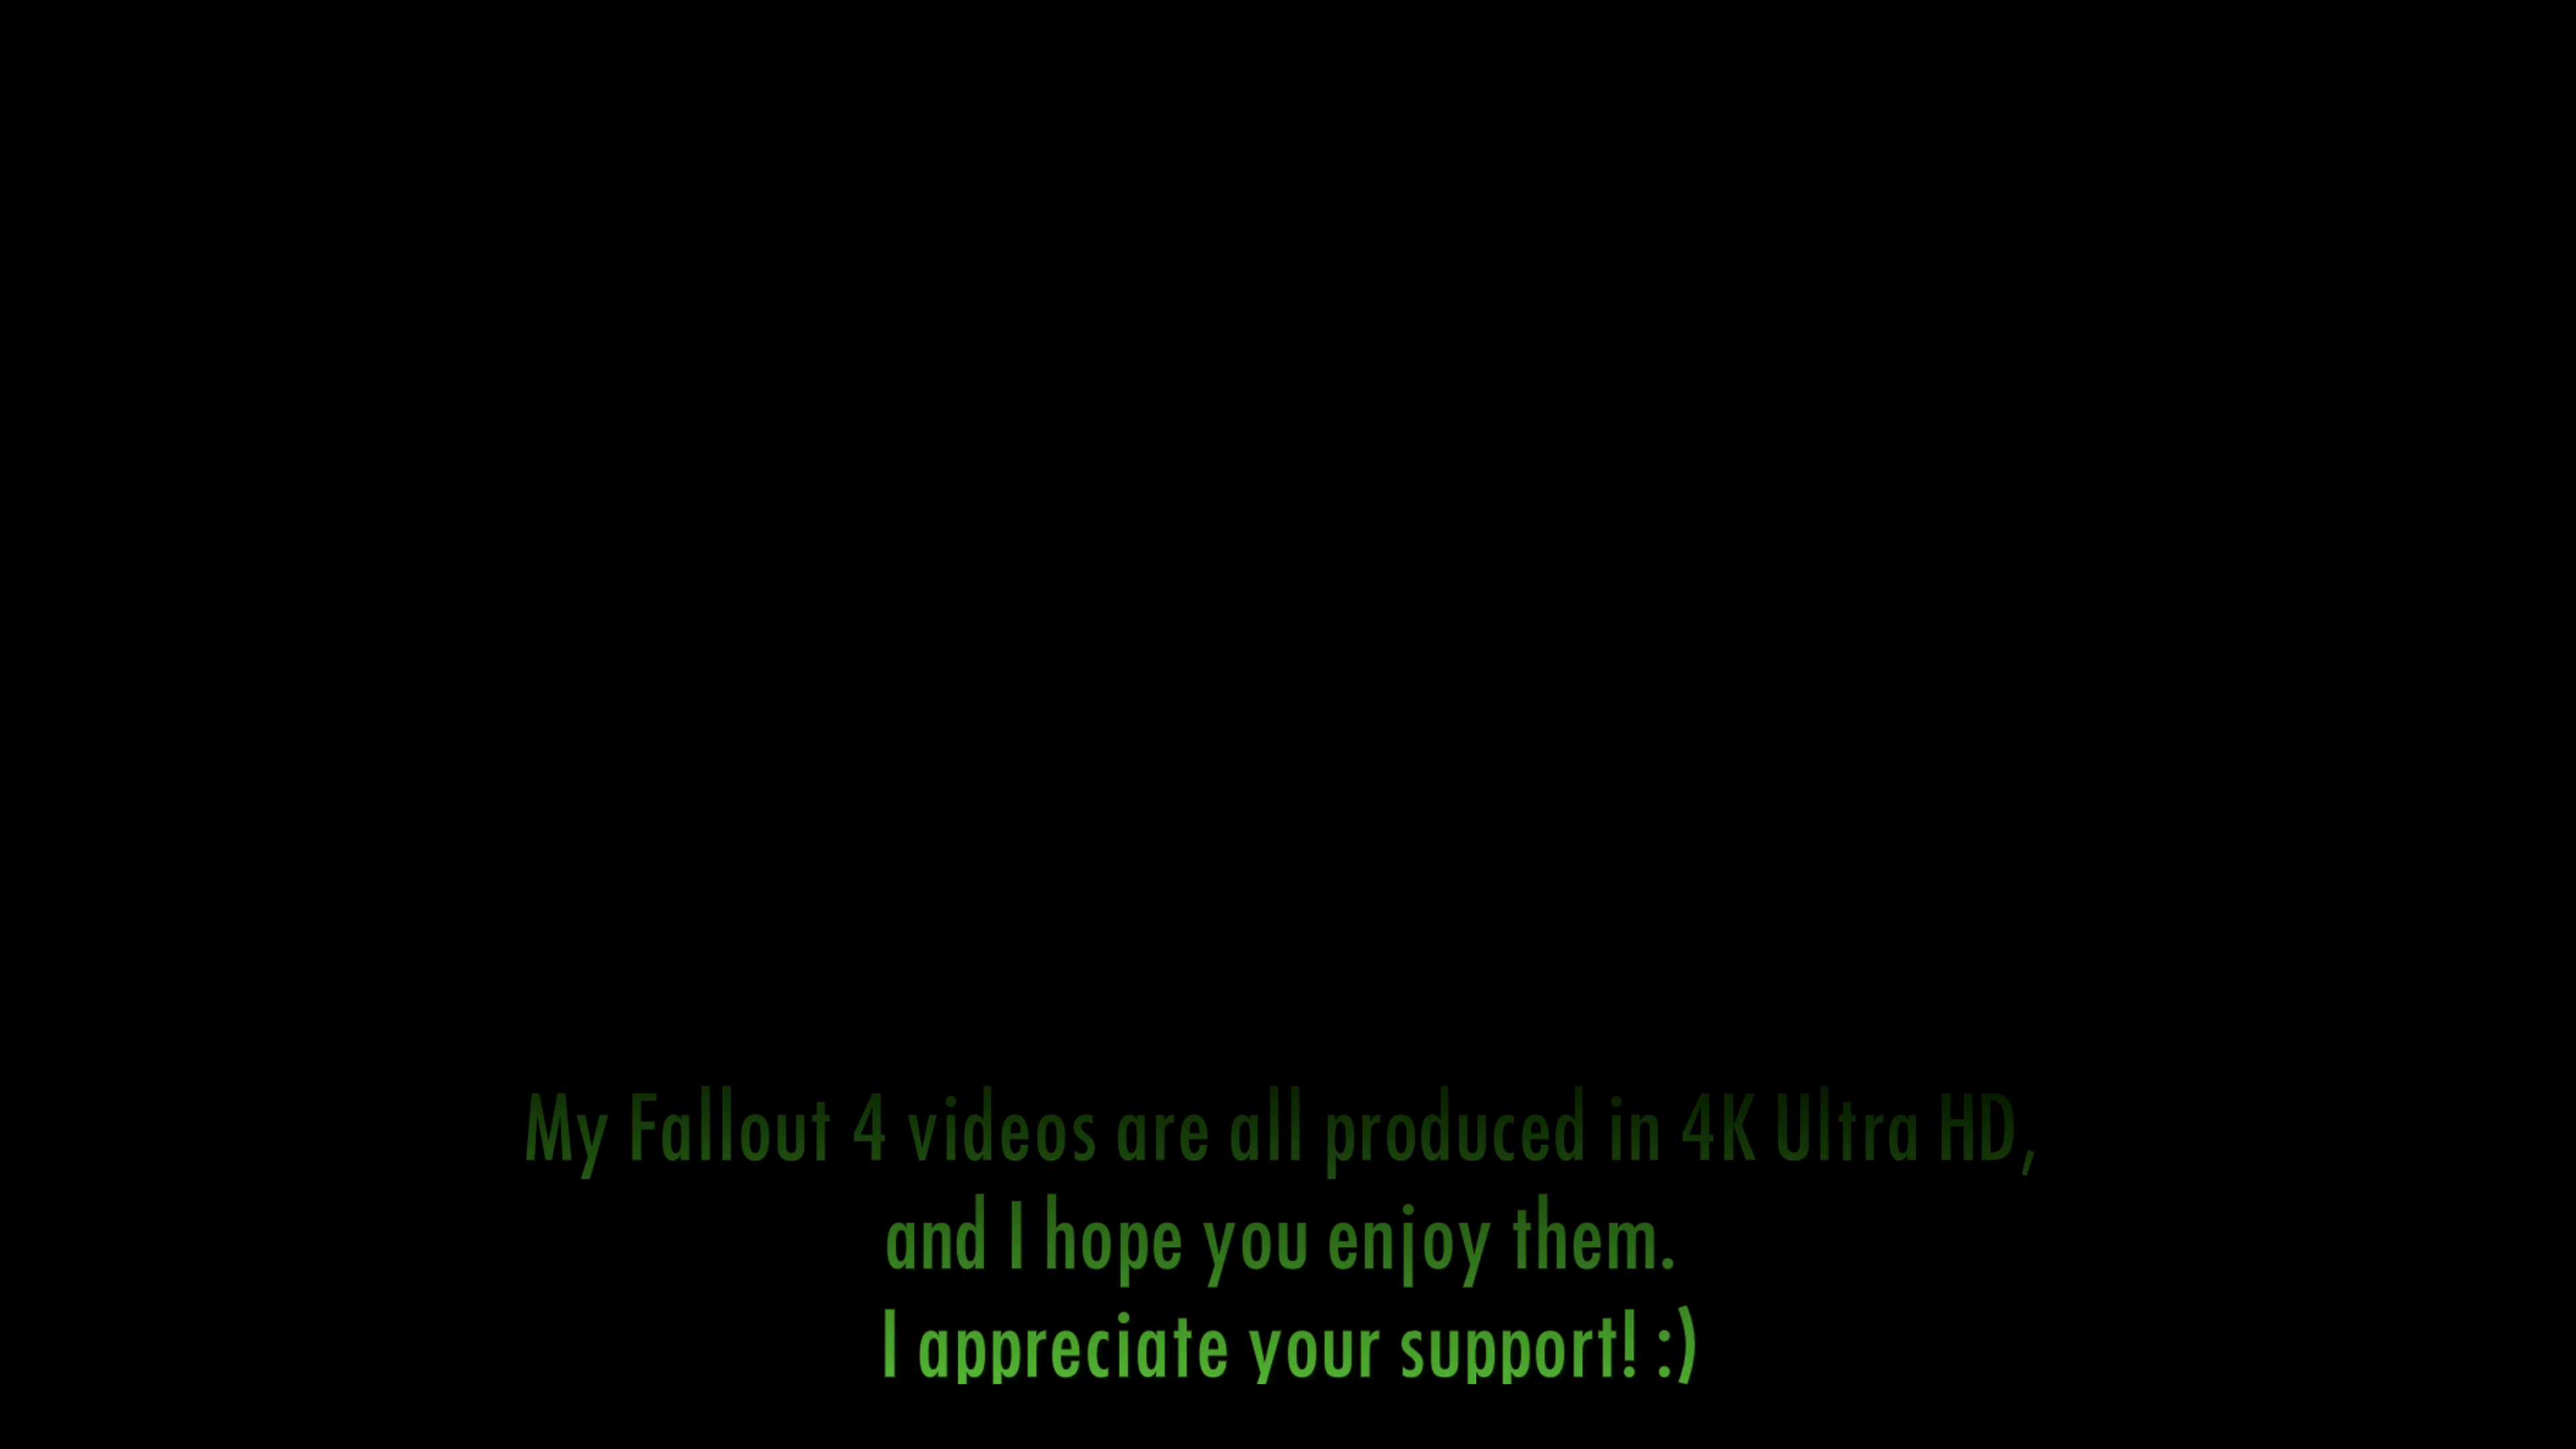 My Fallout 4 videos are all produced in 4K Ultra HD,
and I hope you enjoy them.
I appreciate your support! :)